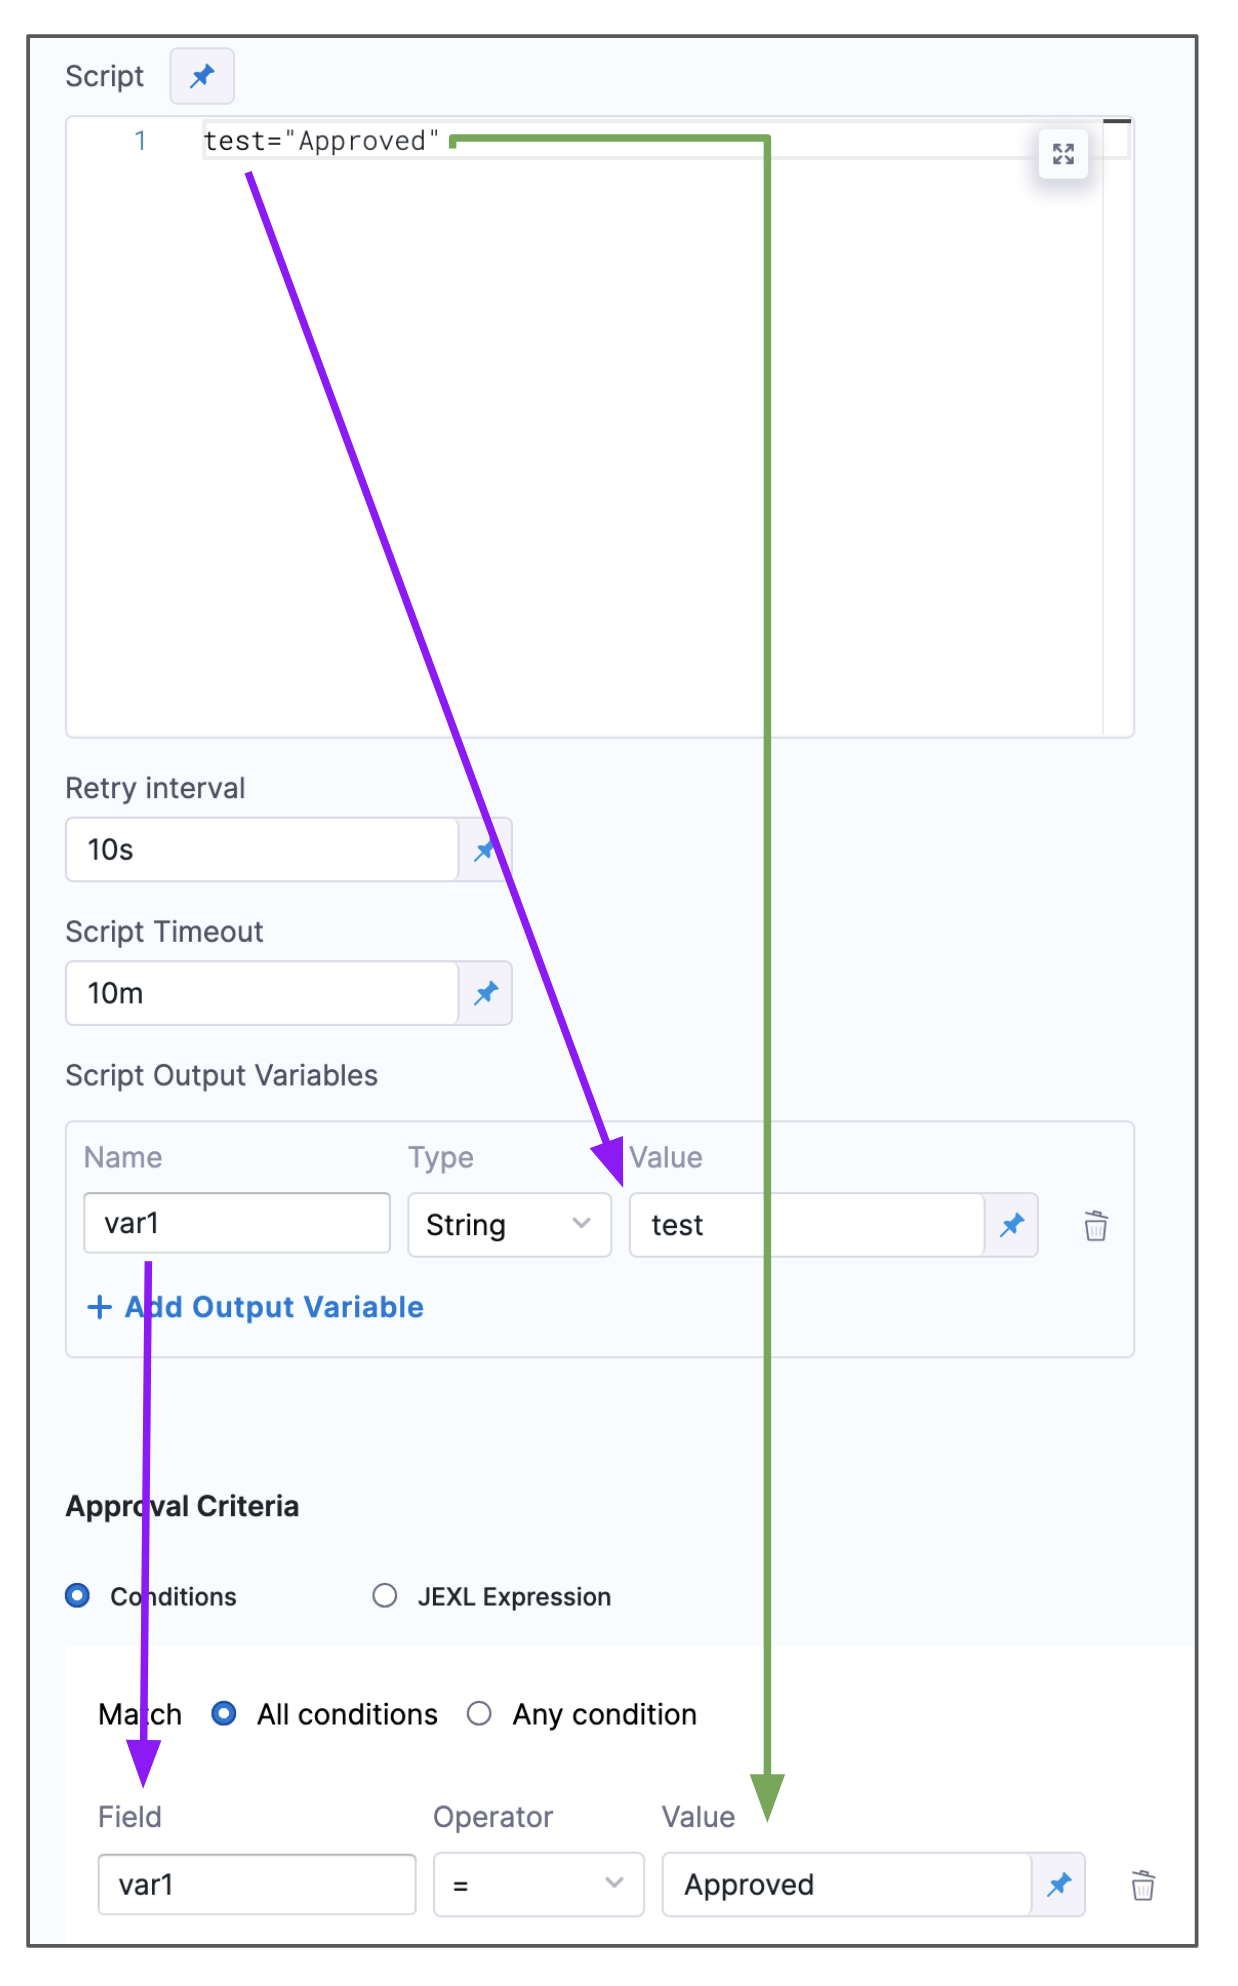 Script
1 test="Approved"
Retry interval
10s
Script Timeout
10m
Script Output Variables
Name Type Value
var1 String test
+ Add Output Variable
Approval Criteria
Conditions JEXL Expression
Match All conditions Any condition
Field Operator Value
var1 = Approved